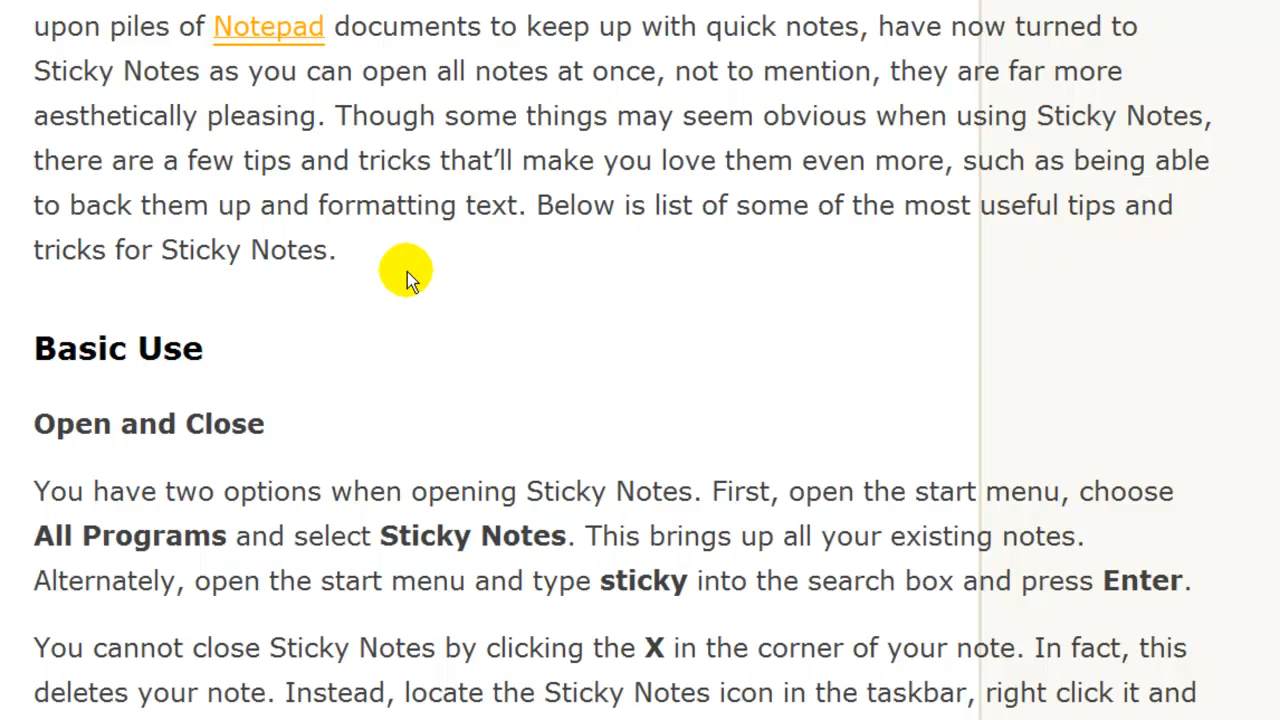 upon piles of Notepad documents to keep up with quick notes, have now turned to
Sticky Notes as you can open all notes at once, not to mention, they are far more
aesthetically pleasing. Though some things may seem obvious when using Sticky Notes,
there are a few tips and tricks that’ll make you love them even more, such as being able
to back them up and formatting text. Below is list of some of the most useful tips and
tricks for Sticky Notes.
Basic Use
Open and Close
You have two options when opening Sticky Notes. First, open the start menu, choose
All Programs and select Sticky Notes. This brings up all your existing notes.
Alternately, open the start menu and type sticky into the search box and press Enter.
You cannot close Sticky Notes by clicking the X in the corner of your note. In fact, this
deletes your note. Instead, locate the Sticky Notes icon in the taskbar, right click it and